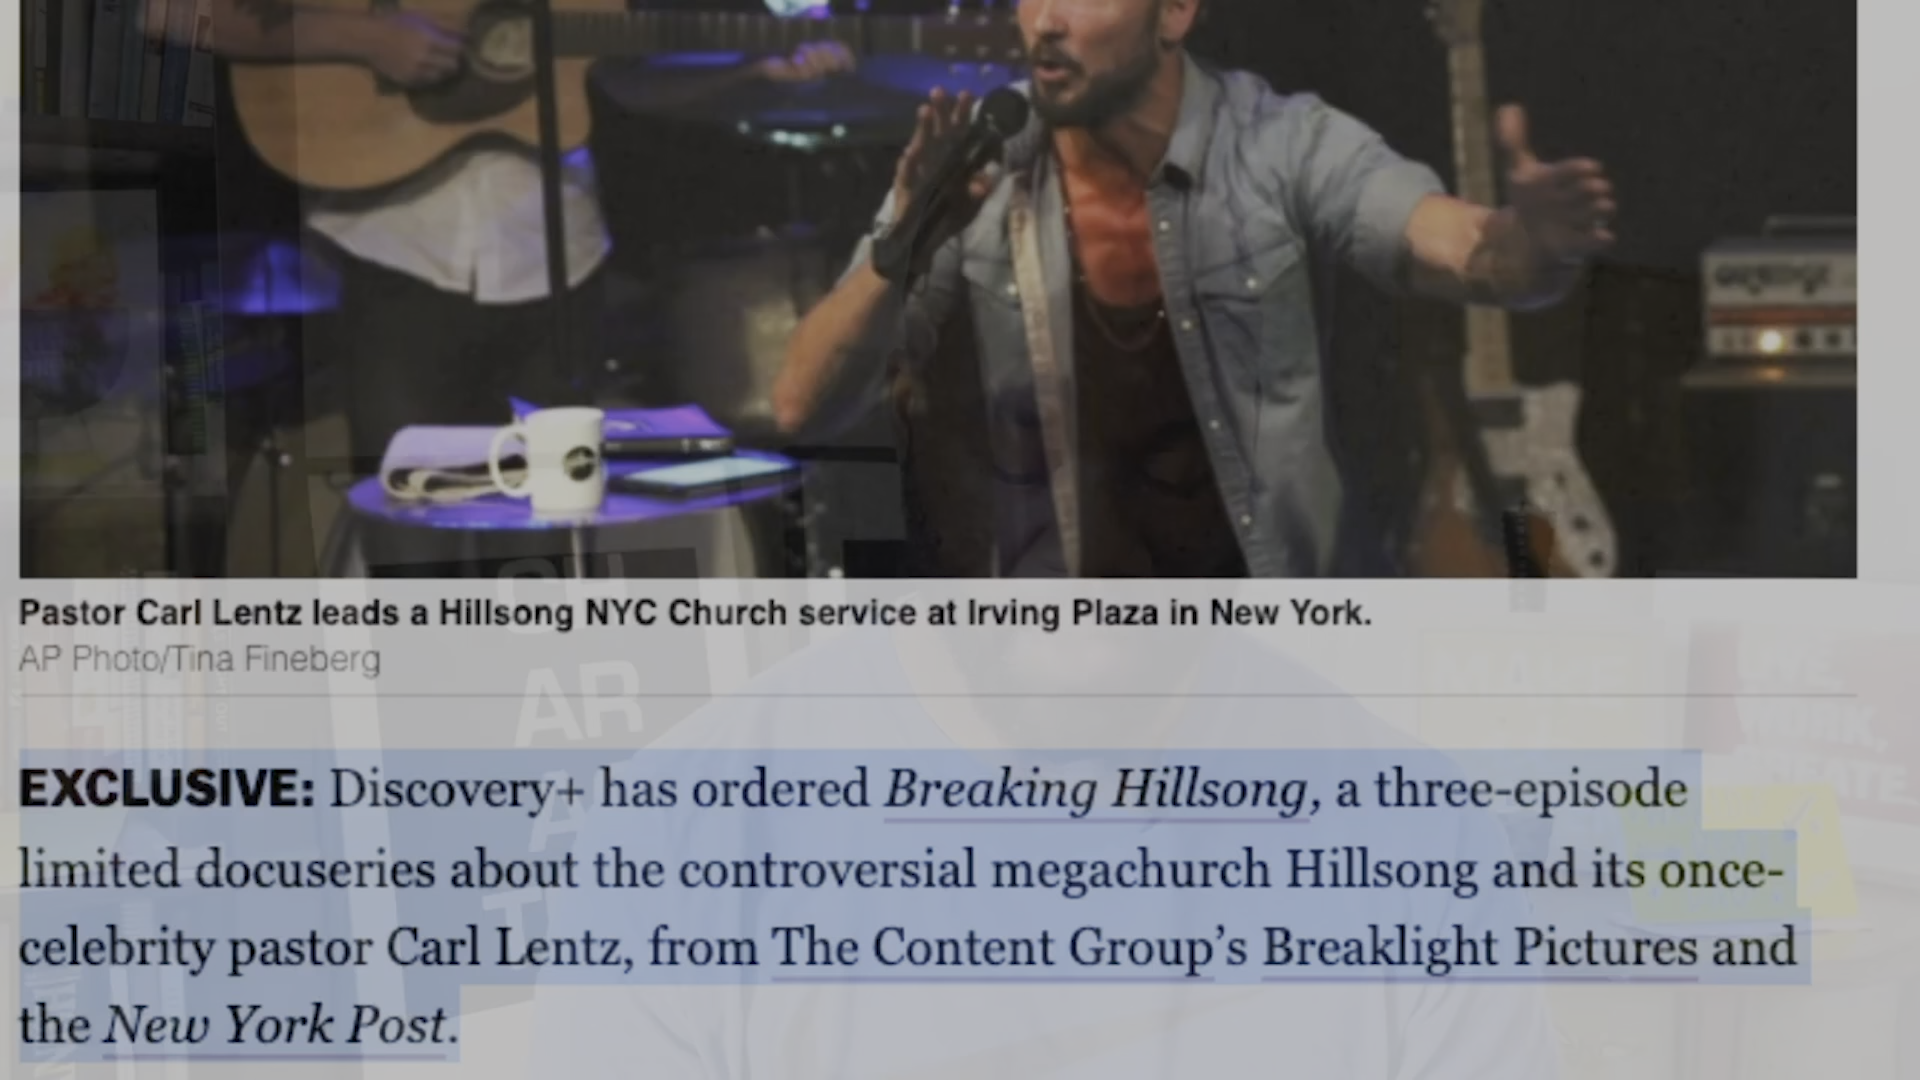 Pastor Carl Lentz leads a Hillsong NYC Church service at Irving Plaza in New York.
AP Photo/Tina Fineberg
EXCLUSIVE: Discovery+ has ordered Breaking Hillsong, a three-episode
limited docuseries about the controversial megachurch Hillsong and its once-
celebrity pastor Carl Lentz, from The Content Group’s Breaklight Pictures and
the New York Post.
CH
AR